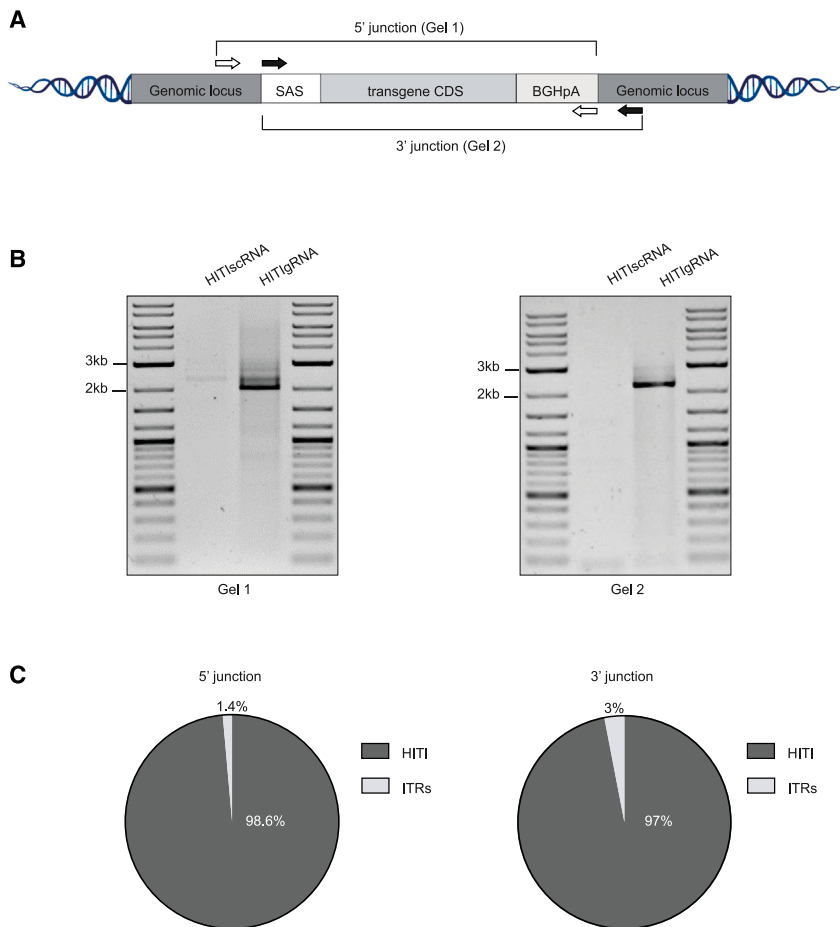 A
5' junction (Gel 1)
Genomic locus
SAS
transgene CDS
BGHpA
Genomic locus
3' junction (Gel 2)
B
HITIscRNA
HITIgRNA
3kb
2kb
Gel 1
HITIscRNA
HITIgRNA
3kb
2kb
Gel 2
C
5' junction
1.4%
98.6%
HITI
ITRs
3' junction
3%
97%
HITI
ITRs